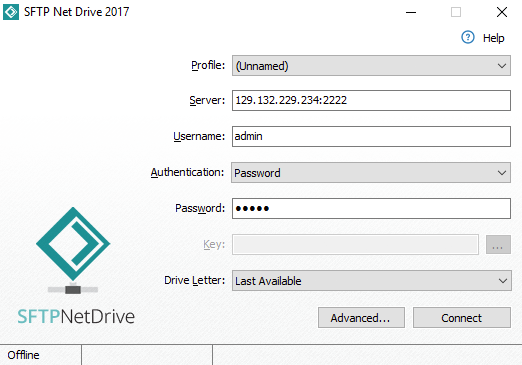 SFTP Net Drive 2017
Help
Profile: (Unnamed)
Server: 129.132.229.234:2222
Username: admin
Authentication: Password
Password: •••••
Key: ...
Drive Letter: Last Available
SFTPNetDrive
Advanced... Connect
Offline